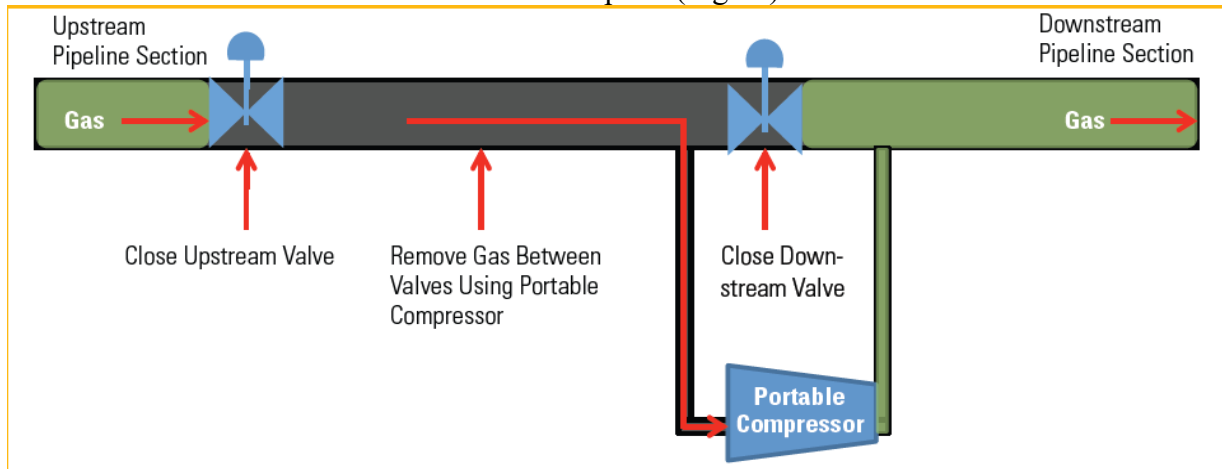 Upstream
Pipeline Section
Downstream
Pipeline Section
Gas
Gas
Close Upstream Valve
Remove Gas Between
Valves Using Portable
Compressor
Close Down-
stream Valve
Portable
Compressor